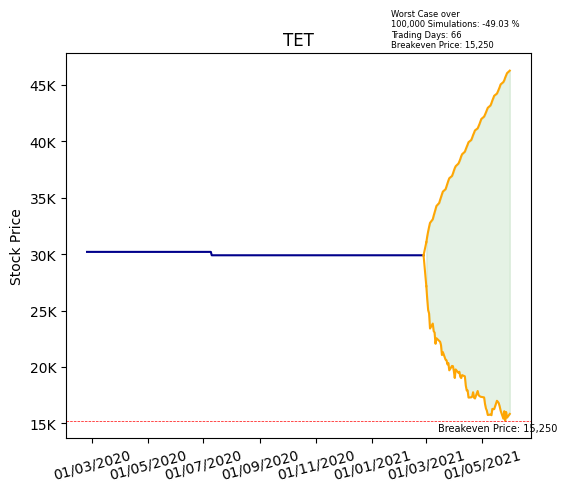 Worst Case over
100,000 Simulations: -49.03 %
Trading Days: 66
Breakeven Price: 15,250
TET
Stock Price
45K
40K
35K
30K
25K
20K
15K
Breakeven Price: 15,250
01/03/2020
01/05/2020
01/07/2020
01/09/2020
01/11/2020
01/01/2021
01/03/2021
01/05/2021